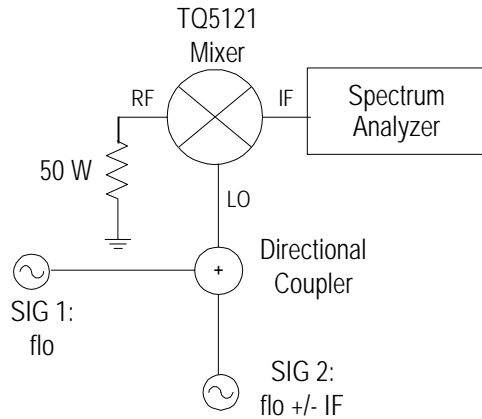 TQ5121
Mixer
RF
IF
Spectrum
Analyzer
50 W
LO
+
Directional
Coupler
SIG 1:
flo
SIG 2:
flo +/- IF